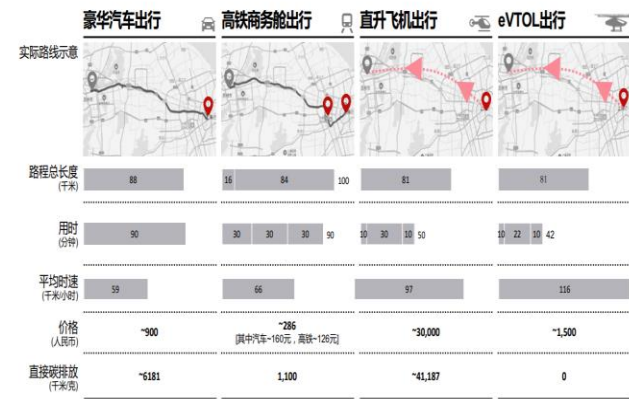 豪华汽车出行 高铁商务舱出行 直升飞机出行 eVTOL出行
实际路线示意
路程总长度
(千米)
88 16 84 100 81 81
用时
(分钟)
90 30 30 30 90 10 30 10 50 10 22 10 42
平均时速
(千米/小时)
59 66 97 116
价格
(人民币)
~900 ~286 ~30,000 ~1,500
[其中汽车~160元，高铁~126元]
直接碳排放
(千米/克)
~6181 1,100 ~41,187 0